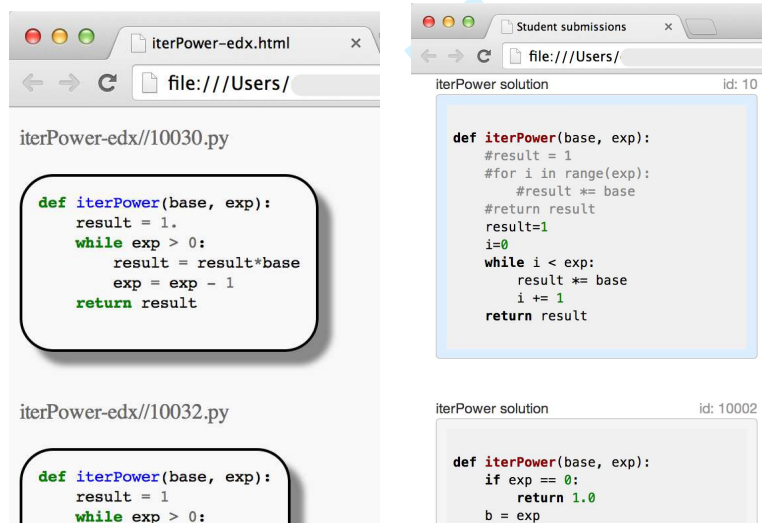 iterPower-edx.html
file:///Users/
iterPower-edx//10030.py
def iterPower(base, exp):
    result = 1.
    while exp > 0:
        result = result*base
        exp = exp - 1
    return result
iterPower-edx//10032.py
def iterPower(base, exp):
    result = 1
    while exp > 0:
Student submissions
file:///Users/
iterPower solution id: 10
def iterPower(base, exp):
    #result = 1
    #for i in range(exp):
        #result *= base
    #return result
    result=1
    i=0
    while i < exp:
        result *= base
        i += 1
    return result
iterPower solution id: 10002
def iterPower(base, exp):
    if exp == 0:
        return 1.0
    b = exp